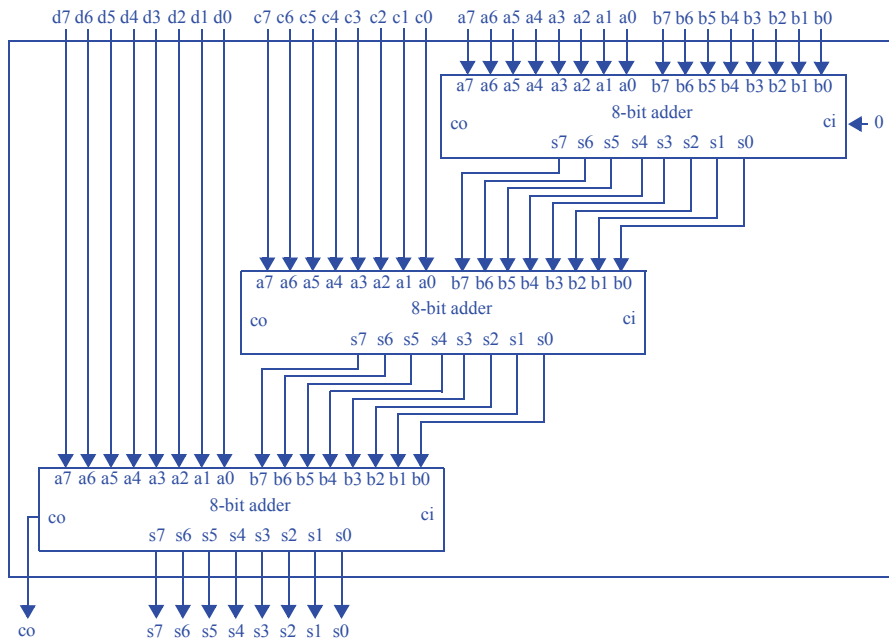 d7 d6 d5 d4 d3 d2 d1 d0 c7 c6 c5 c4 c3 c2 c1 c0 a7 a6 a5 a4 a3 a2 a1 a0 b7 b6 b5 b4 b3 b2 b1 b0
a7 a6 a5 a4 a3 a2 a1 a0 b7 b6 b5 b4 b3 b2 b1 b0
8-bit adder
co ci 0
s7 s6 s5 s4 s3 s2 s1 s0
a7 a6 a5 a4 a3 a2 a1 a0 b7 b6 b5 b4 b3 b2 b1 b0
8-bit adder
co ci
s7 s6 s5 s4 s3 s2 s1 s0
a7 a6 a5 a4 a3 a2 a1 a0 b7 b6 b5 b4 b3 b2 b1 b0
8-bit adder
co ci
s7 s6 s5 s4 s3 s2 s1 s0
co s7 s6 s5 s4 s3 s2 s1 s0